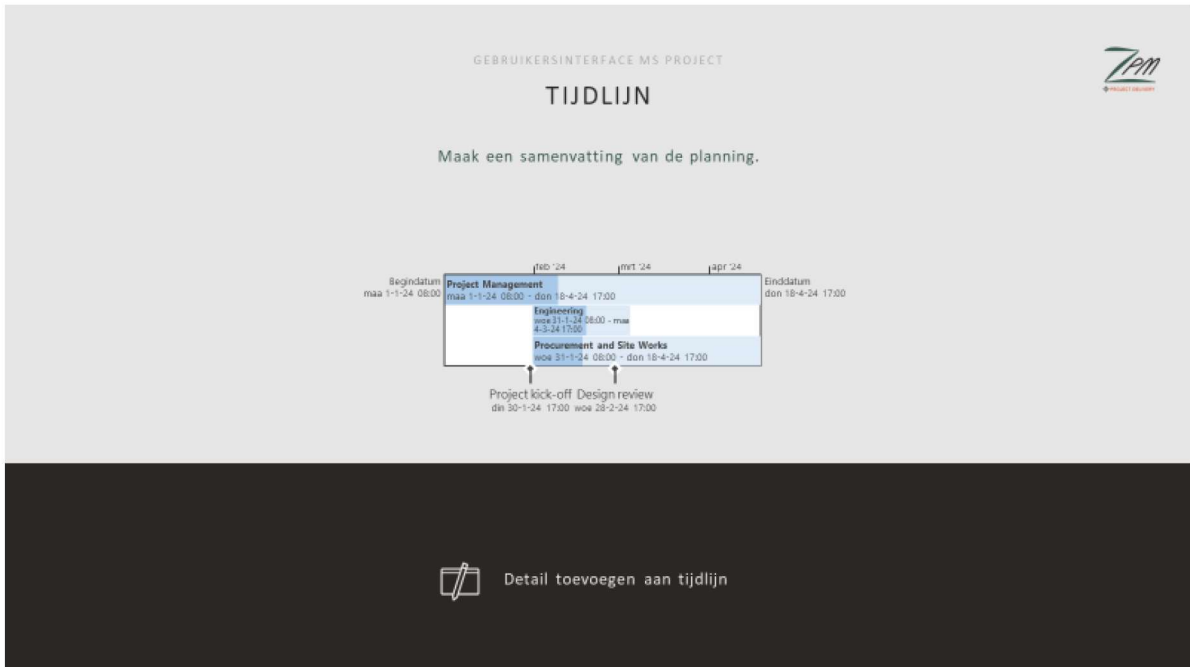 GEBRUIKERSINTERFACE MS PROJECT
TIJDLIJN
ZPM
PROJECT DELIVERY
Maak een samenvatting van de planning.
feb '24 mrt '24 apr '24
Begindatum
maa 1-1-24 08:00
Project Management
maa 1-1-24 08:00 - don 18-4-24 17:00
Einddatum
don 18-4-24 17:00
Engineering
woe 31-1-24 08:00 - maa
4-3-24 17:00
Procurement and Site Works
woe 31-1-24 08:00 - don 18-4-24 17:00
Project kick-off Design review
din 30-1-24 17:00 woe 28-2-24 17:00
Detail toevoegen aan tijdlijn